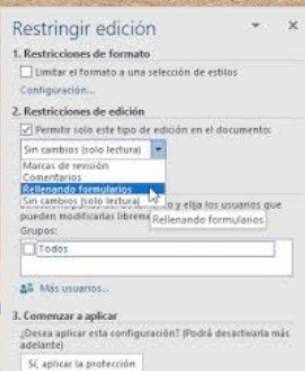 Restringir edición
1. Restricciones de formato
Limitar el formato a una selección de estilos
Configuración...
2. Restricciones de edición
Permitir solo este tipo de edición en el documento:
Sin cambios (solo lectura)
Marcas de revisión
Comentarios
Rellenando formularios
Sin cambios (solo lectura)
o y elija los usuarios que
pueden modificarlas libreme
Rellenando formularios
Grupos:
Todos
Más usuarios...
3. Comenzar a aplicar
¿Desea aplicar esta configuración? (Podrá desactivarla más
adelante)
Sí, aplicar la protección